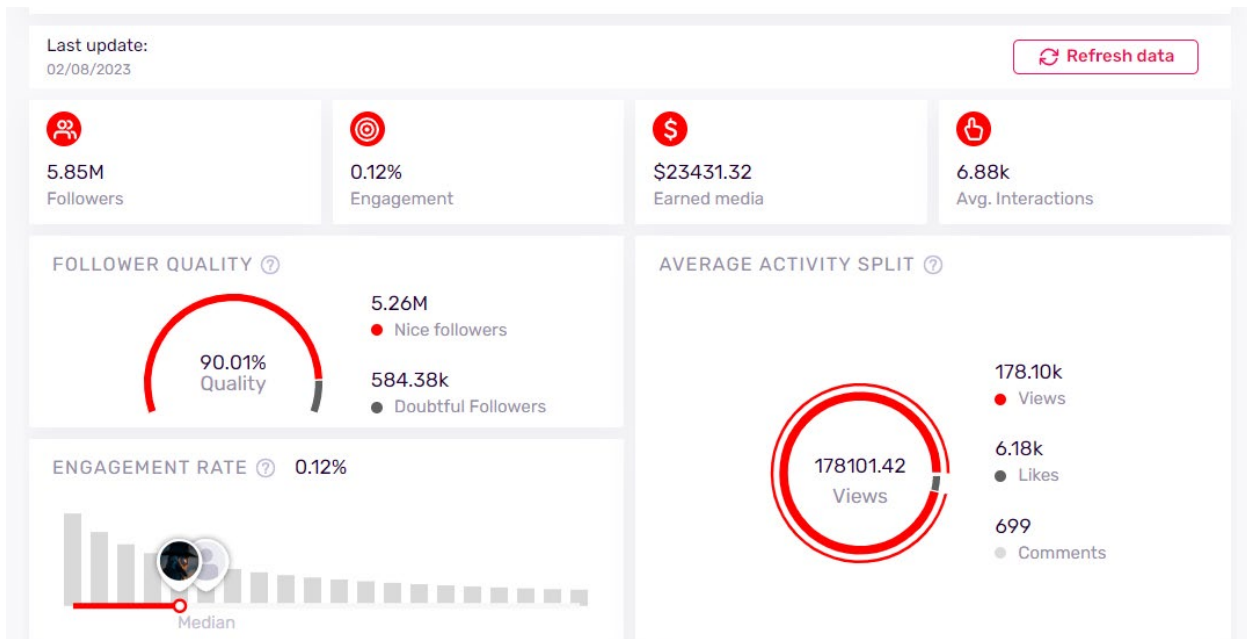 Last update:
02/08/2023
Refresh data
5.85M
Followers
0.12%
Engagement
$23431.32
Earned media
6.88k
Avg. Interactions
FOLLOWER QUALITY ?
90.01%
Quality
5.26M
Nice followers
584.38k
Doubtful Followers
ENGAGEMENT RATE ? 0.12%
Median
AVERAGE ACTIVITY SPLIT ?
178101.42
Views
178.10k
Views
6.18k
Likes
699
Comments